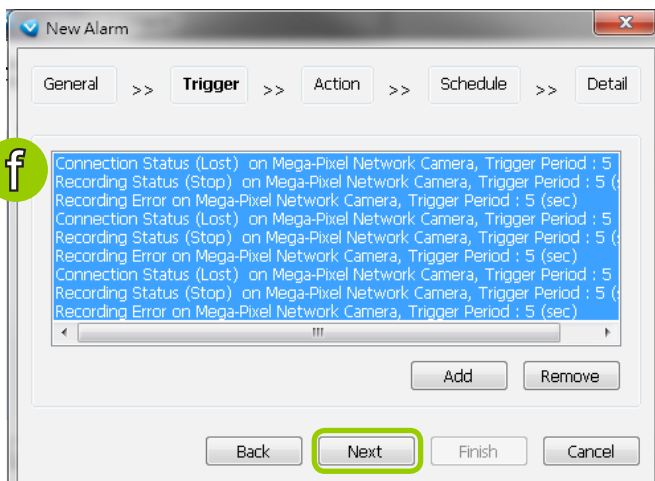 New Alarm
General >> Trigger >> Action >> Schedule >> Detail
f
Connection Status (Lost) on Mega-Pixel Network Camera, Trigger Period : 5
Recording Status (Stop) on Mega-Pixel Network Camera, Trigger Period : 5 (
Recording Error on Mega-Pixel Network Camera, Trigger Period : 5 (sec)
Connection Status (Lost) on Mega-Pixel Network Camera, Trigger Period : 5
Recording Status (Stop) on Mega-Pixel Network Camera, Trigger Period : 5 (
Recording Error on Mega-Pixel Network Camera, Trigger Period : 5 (sec)
Connection Status (Lost) on Mega-Pixel Network Camera, Trigger Period : 5
Recording Status (Stop) on Mega-Pixel Network Camera, Trigger Period : 5 (
Recording Error on Mega-Pixel Network Camera, Trigger Period : 5 (sec)
Add Remove
Back Next Finish Cancel